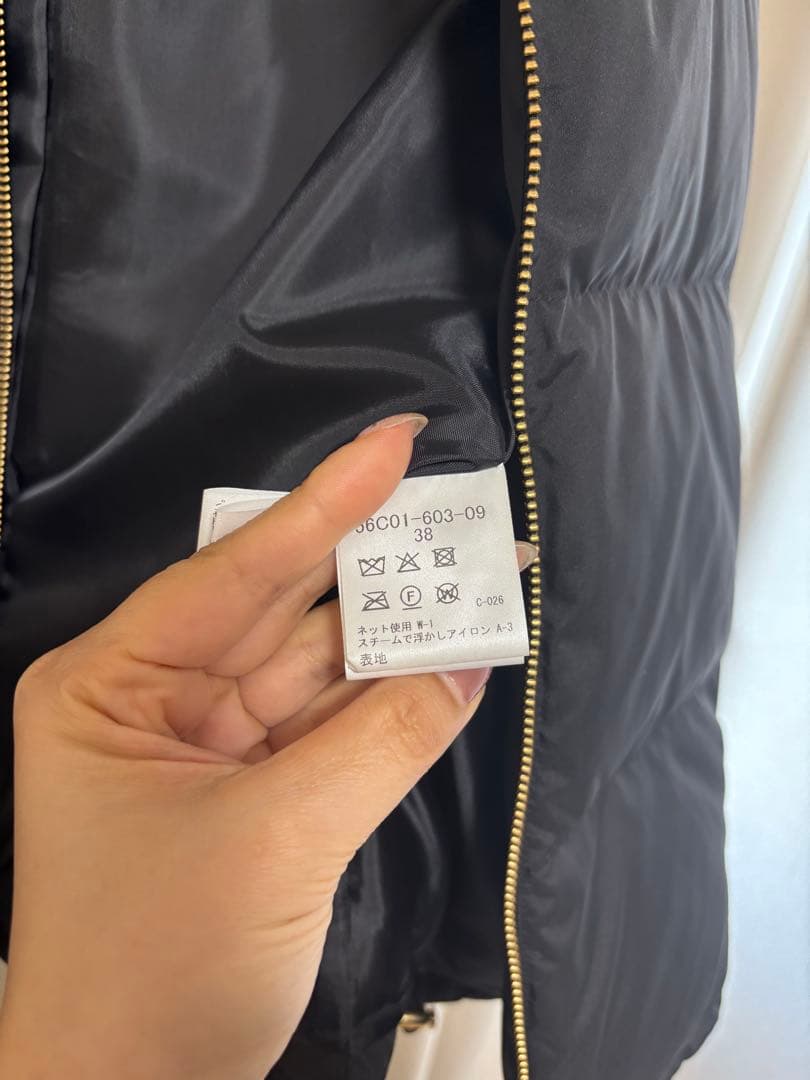 6C01-603-09
38
F
W
C-026
ネット使用 W-1
スチームで浮かしアイロン A-3
表地